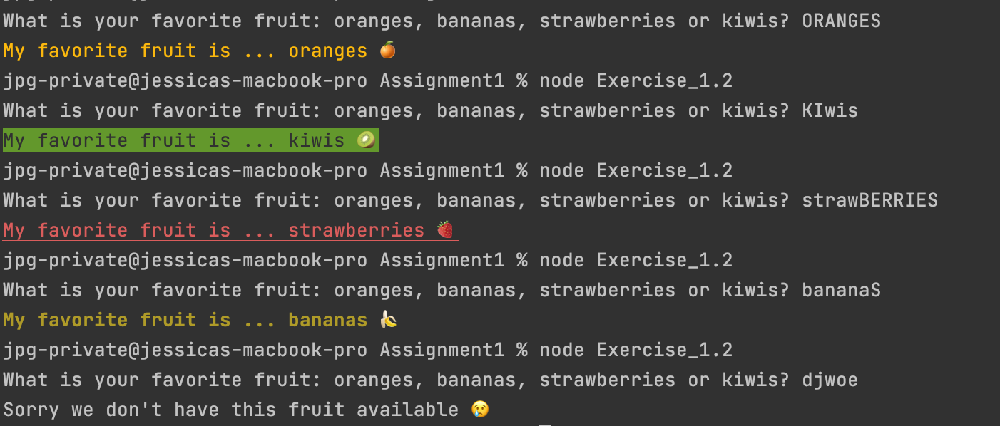 What is your favorite fruit: oranges, bananas, strawberries or kiwis? ORANGES
My favorite fruit is ... oranges 🍊
jpg-private@jessicas-macbook-pro Assignment1 % node Exercise_1.2
What is your favorite fruit: oranges, bananas, strawberries or kiwis? KIwis
My favorite fruit is ... kiwis 🥝
jpg-private@jessicas-macbook-pro Assignment1 % node Exercise_1.2
What is your favorite fruit: oranges, bananas, strawberries or kiwis? strawBERRIES
My favorite fruit is ... strawberries 🍓
jpg-private@jessicas-macbook-pro Assignment1 % node Exercise_1.2
What is your favorite fruit: oranges, bananas, strawberries or kiwis? bananaS
My favorite fruit is ... bananas 🍌
jpg-private@jessicas-macbook-pro Assignment1 % node Exercise_1.2
What is your favorite fruit: oranges, bananas, strawberries or kiwis? djwoe
Sorry we don't have this fruit available 😢